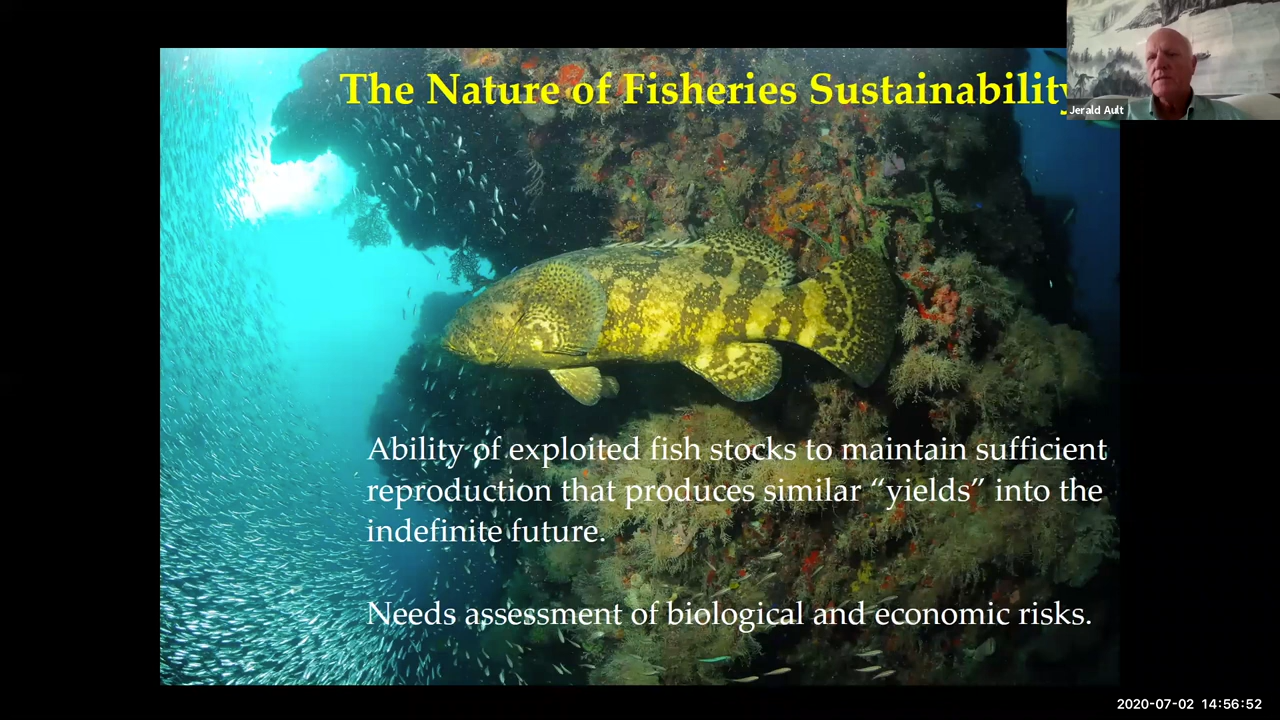 The Nature of Fisheries Sustainability
Jerald Ault
Ability of exploited fish stocks to maintain sufficient
reproduction that produces similar “yields” into the
indefinite future.
Needs assessment of biological and economic risks.
2020-07-02 14:56:52